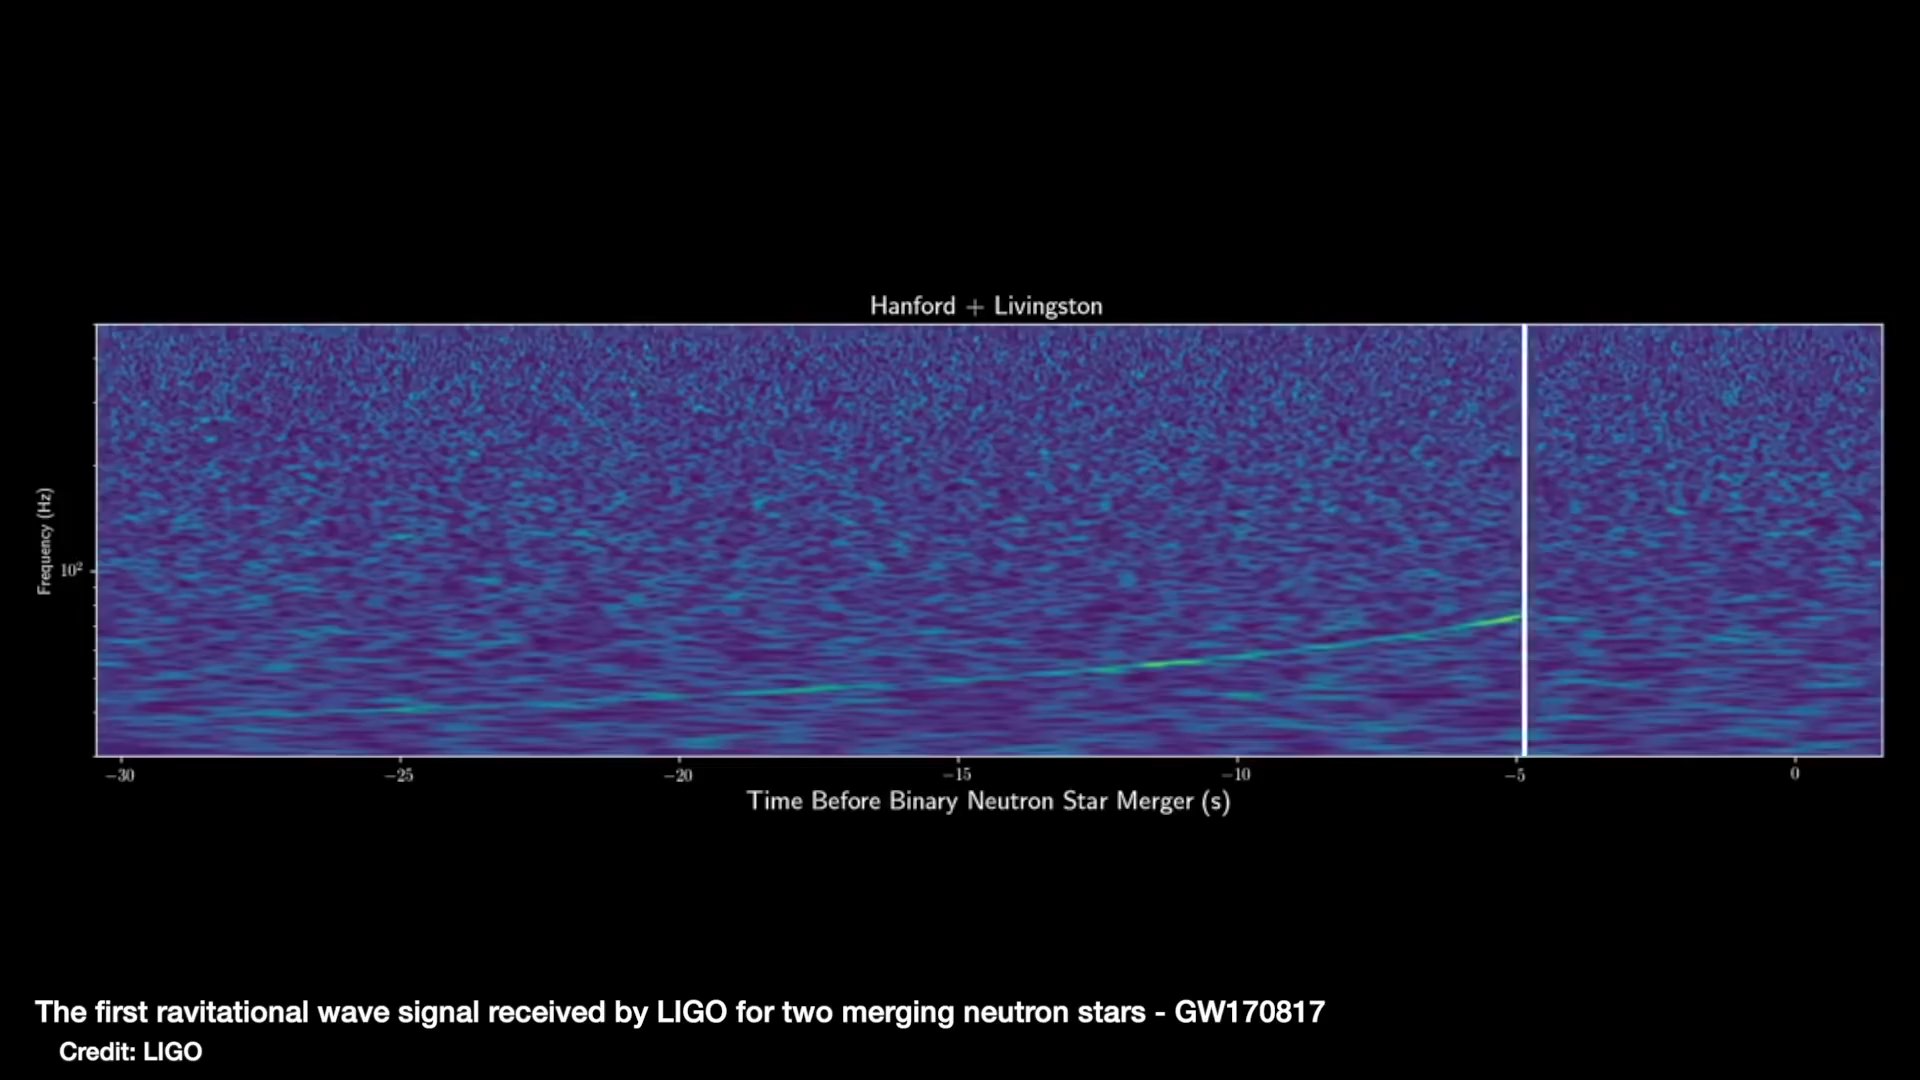 Hanford + Livingston
Frequency (Hz)
10²
−30 −25 −20 −15 −10 −5 0
Time Before Binary Neutron Star Merger (s)
The first ravitational wave signal received by LIGO for two merging neutron stars - GW170817
Credit: LIGO